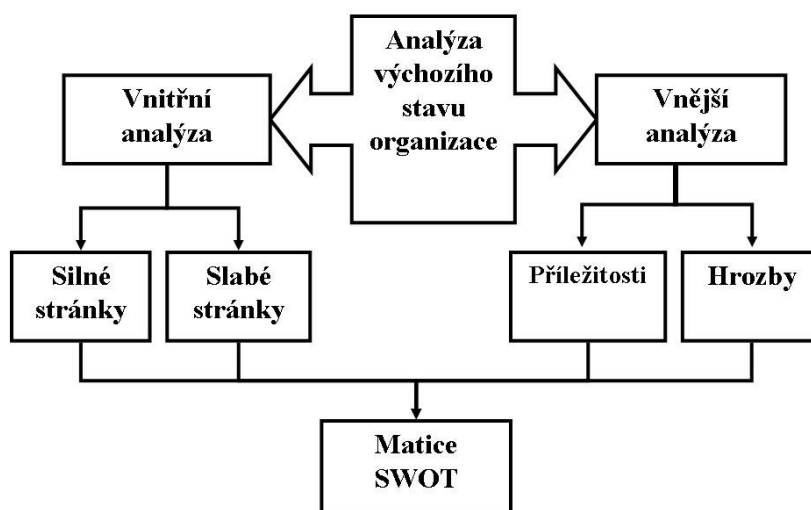 Analýza
výchozího
stavu
organizace
Vnitřní
analýza
Vnější
analýza
Silné
stránky
Slabé
stránky
Příležitosti
Hrozby
Matice
SWOT